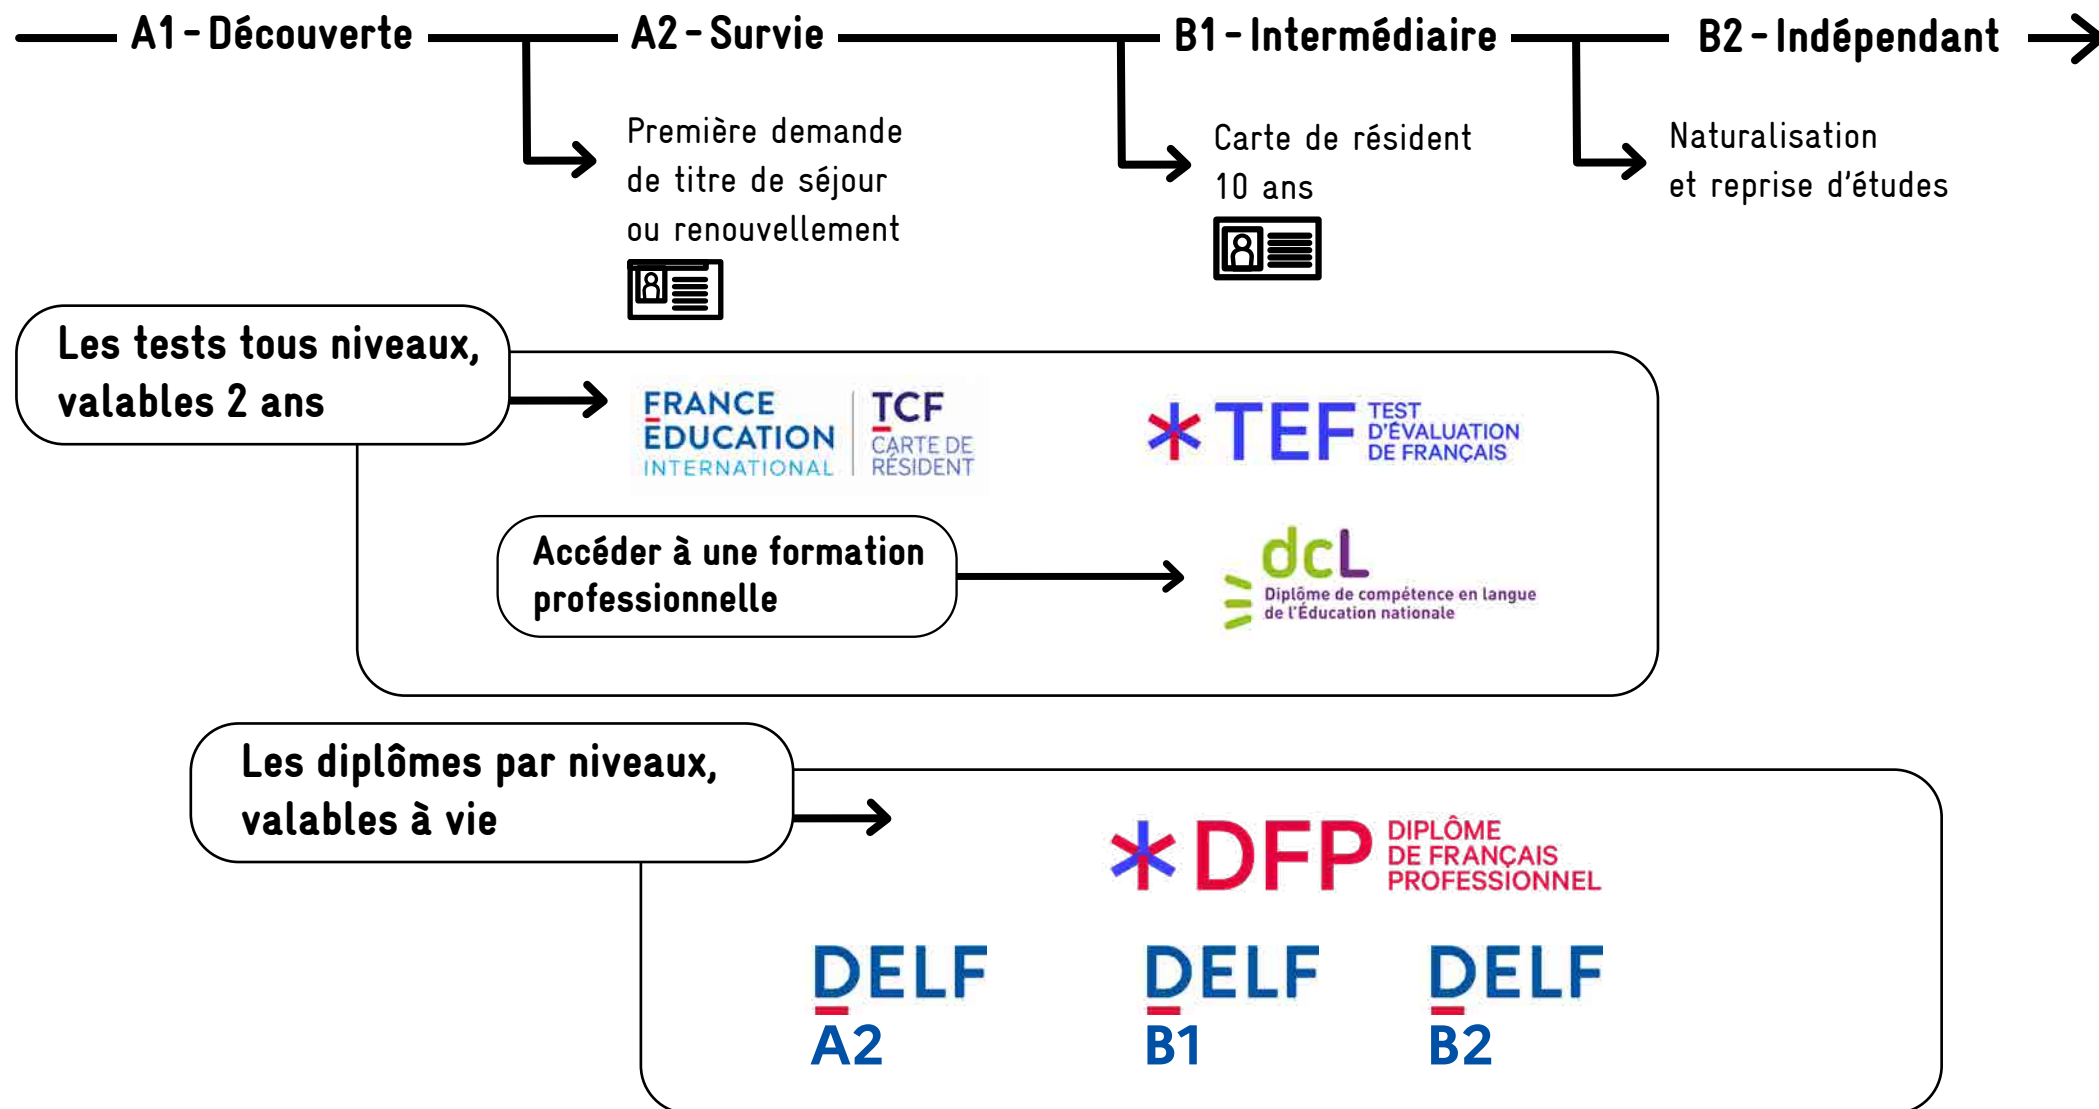 A1 - Découverte
A2 - Survie
B1 - Intermédiaire
B2 - Indépendant
Première demande
de titre de séjour
ou renouvellement
Carte de résident
10 ans
Naturalisation
et reprise d'études
Les tests tous niveaux,
valables 2 ans
FRANCE
EDUCATION
INTERNATIONAL
TCF
CARTE DE
RÉSIDENT
TEF
TEST
D'ÉVALUATION
DE FRANÇAIS
Accéder à une formation
professionnelle
dcL
Diplôme de compétence en langue
de l'Éducation nationale
Les diplômes par niveaux,
valables à vie
DFP
DIPLÔME
DE FRANÇAIS
PROFESSIONNEL
DELF
A2
DELF
B1
DELF
B2